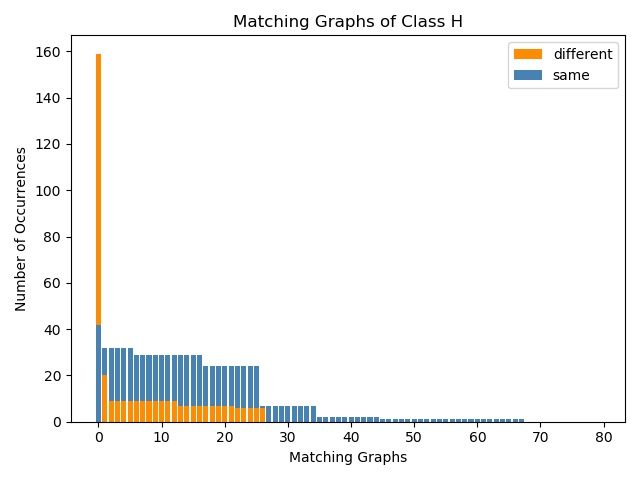 Matching Graphs of Class H
different
same
Number of Occurrences
160
140
120
100
80
60
40
20
0
0 10 20 30 40 50 60 70 80
Matching Graphs